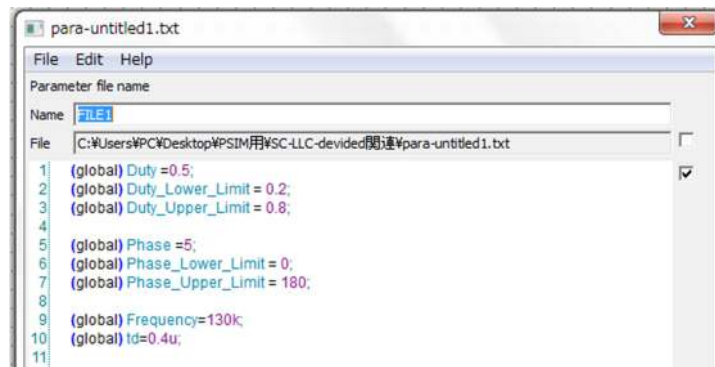 para-untitled1.txt
File Edit Help
Parameter file name
Name FILE1
File C:¥Users¥PC¥Desktop¥PSIM用¥SC-LLC-devided関連¥para-untitled1.txt
1 (global) Duty =0.5;
2 (global) Duty_Lower_Limit = 0.2;
3 (global) Duty_Upper_Limit = 0.8;
4
5 (global) Phase =5;
6 (global) Phase_Lower_Limit = 0;
7 (global) Phase_Upper_Limit = 180;
8
9 (global) Frequency=130k;
10 (global) td=0.4u;
11